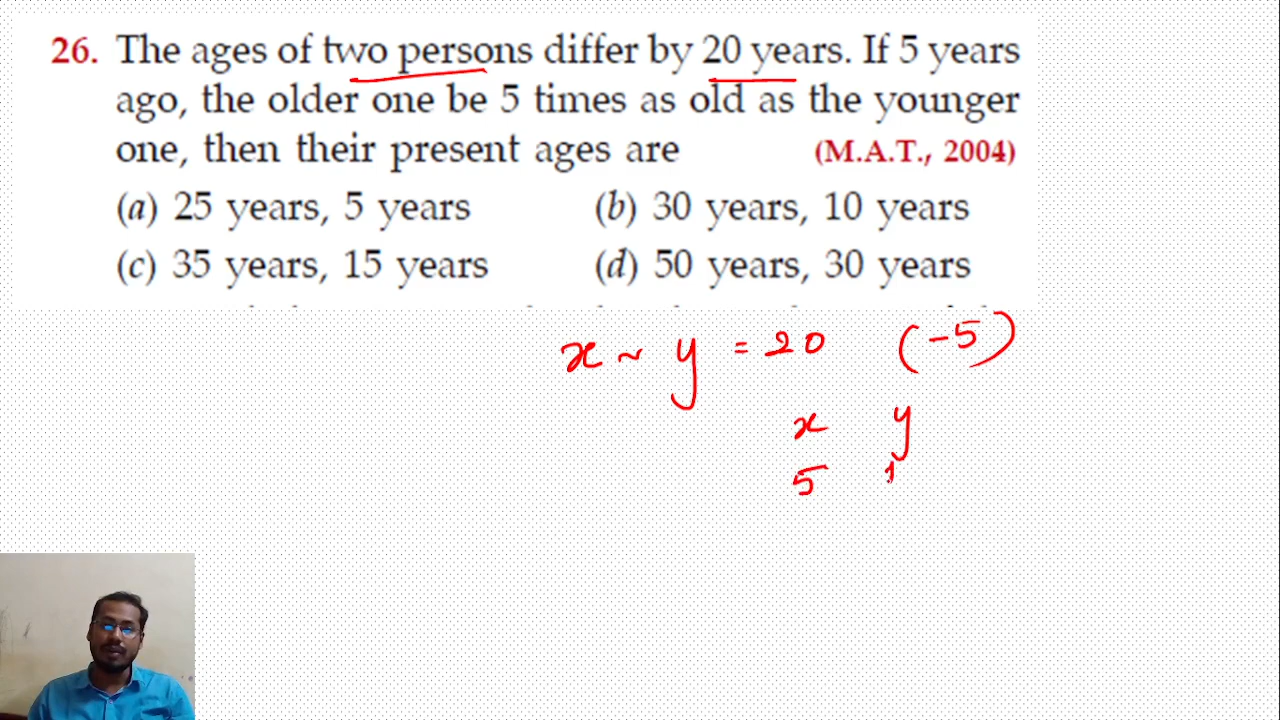 26. The ages of two persons differ by 20 years. If 5 years
ago, the older one be 5 times as old as the younger
one, then their present ages are (M.A.T., 2004)
(a) 25 years, 5 years (b) 30 years, 10 years
(c) 35 years, 15 years (d) 50 years, 30 years
x ~ y = 20 (-5)
x y
5 1